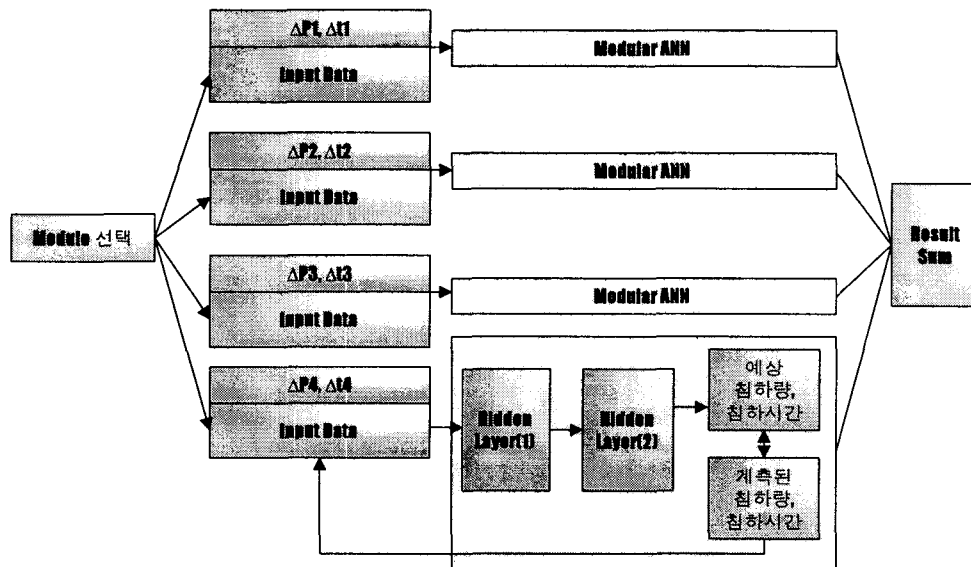 ΔP1, Δt1
Input Data
Modular ANN
ΔP2, Δt2
Input Data
Modular ANN
Module 선택
ΔP3, Δt3
Input Data
Modular ANN
Result
Sum
ΔP4, Δt4
Input Data
Hidden
Layer(1)
Hidden
Layer(2)
예상
침하량,
침하시간
계측된
침하량,
침하시간